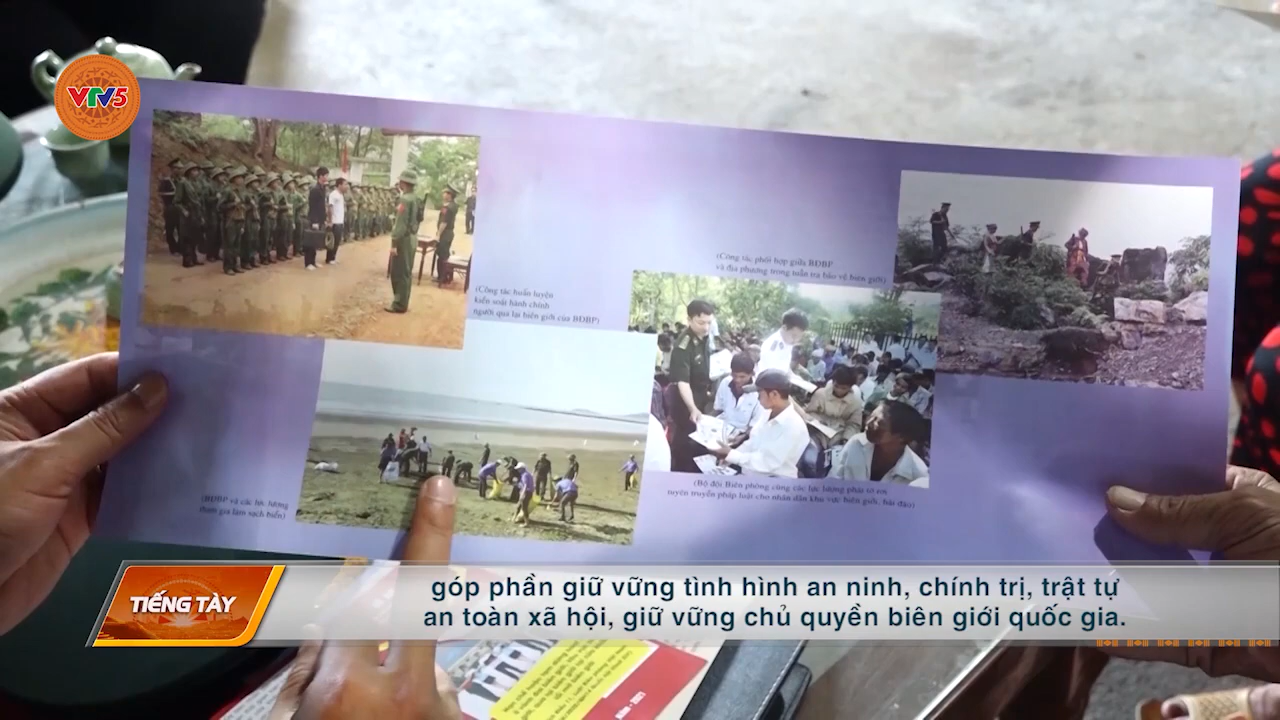 VTV5
(Công tác huấn luyện
kiểm soát hành chính
người qua lại biên giới của BĐBP)
(Công tác phối hợp giữa BĐBP
và địa phương trong tuần tra bảo vệ biên giới)
(BĐBP và các lực lượng
tham gia làm sạch biển)
(Bộ đội Biên phòng cùng các lực lượng phát tờ rơi
tuyên truyền pháp luật cho nhân dân khu vực biên giới, hải đảo)
TIẾNG TÀY
góp phần giữ vững tình hình an ninh, chính trị, trật tự
an toàn xã hội, giữ vững chủ quyền biên giới quốc gia.